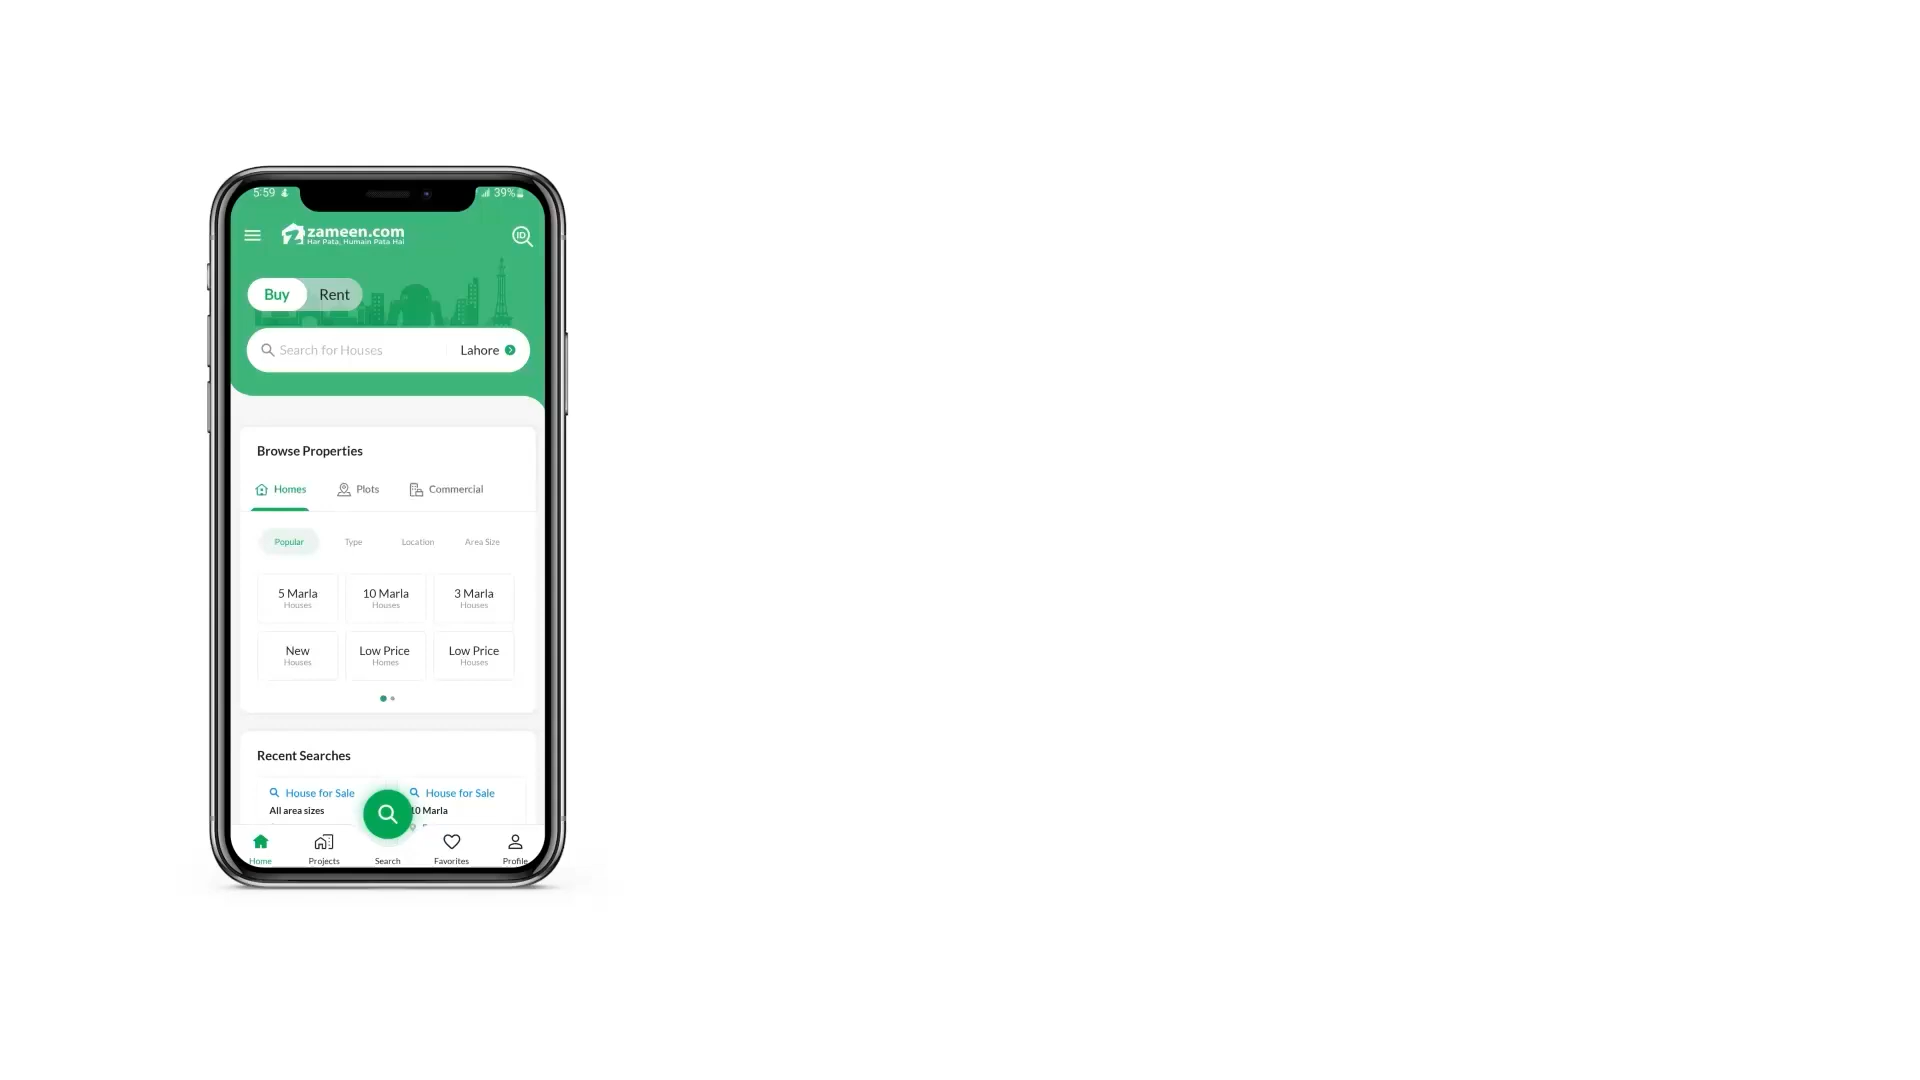 5:59 39%
zameen.com
Har Pata, Humain Pata Hai
ID
Buy Rent
Search for Houses Lahore
Browse Properties
Homes Plots Commercial
Popular Type Location Area Size
5 Marla 10 Marla 3 Marla
Houses Houses Houses
New Low Price Low Price
Houses Homes Houses
Recent Searches
House for Sale House for Sale
All area sizes 10 Marla
Home Projects Search Favorites Profile